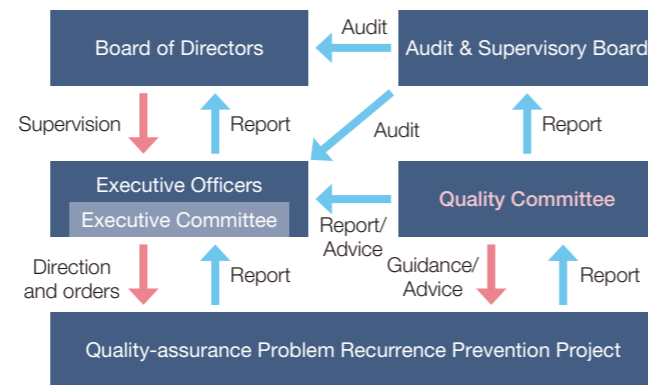 Board of Directors
Audit
Audit & Supervisory Board
Supervision
Report
Audit
Report
Executive Officers
Executive Committee
Report/
Advice
Quality Committee
Direction
and orders
Report
Guidance/
Advice
Report
Quality-assurance Problem Recurrence Prevention Project